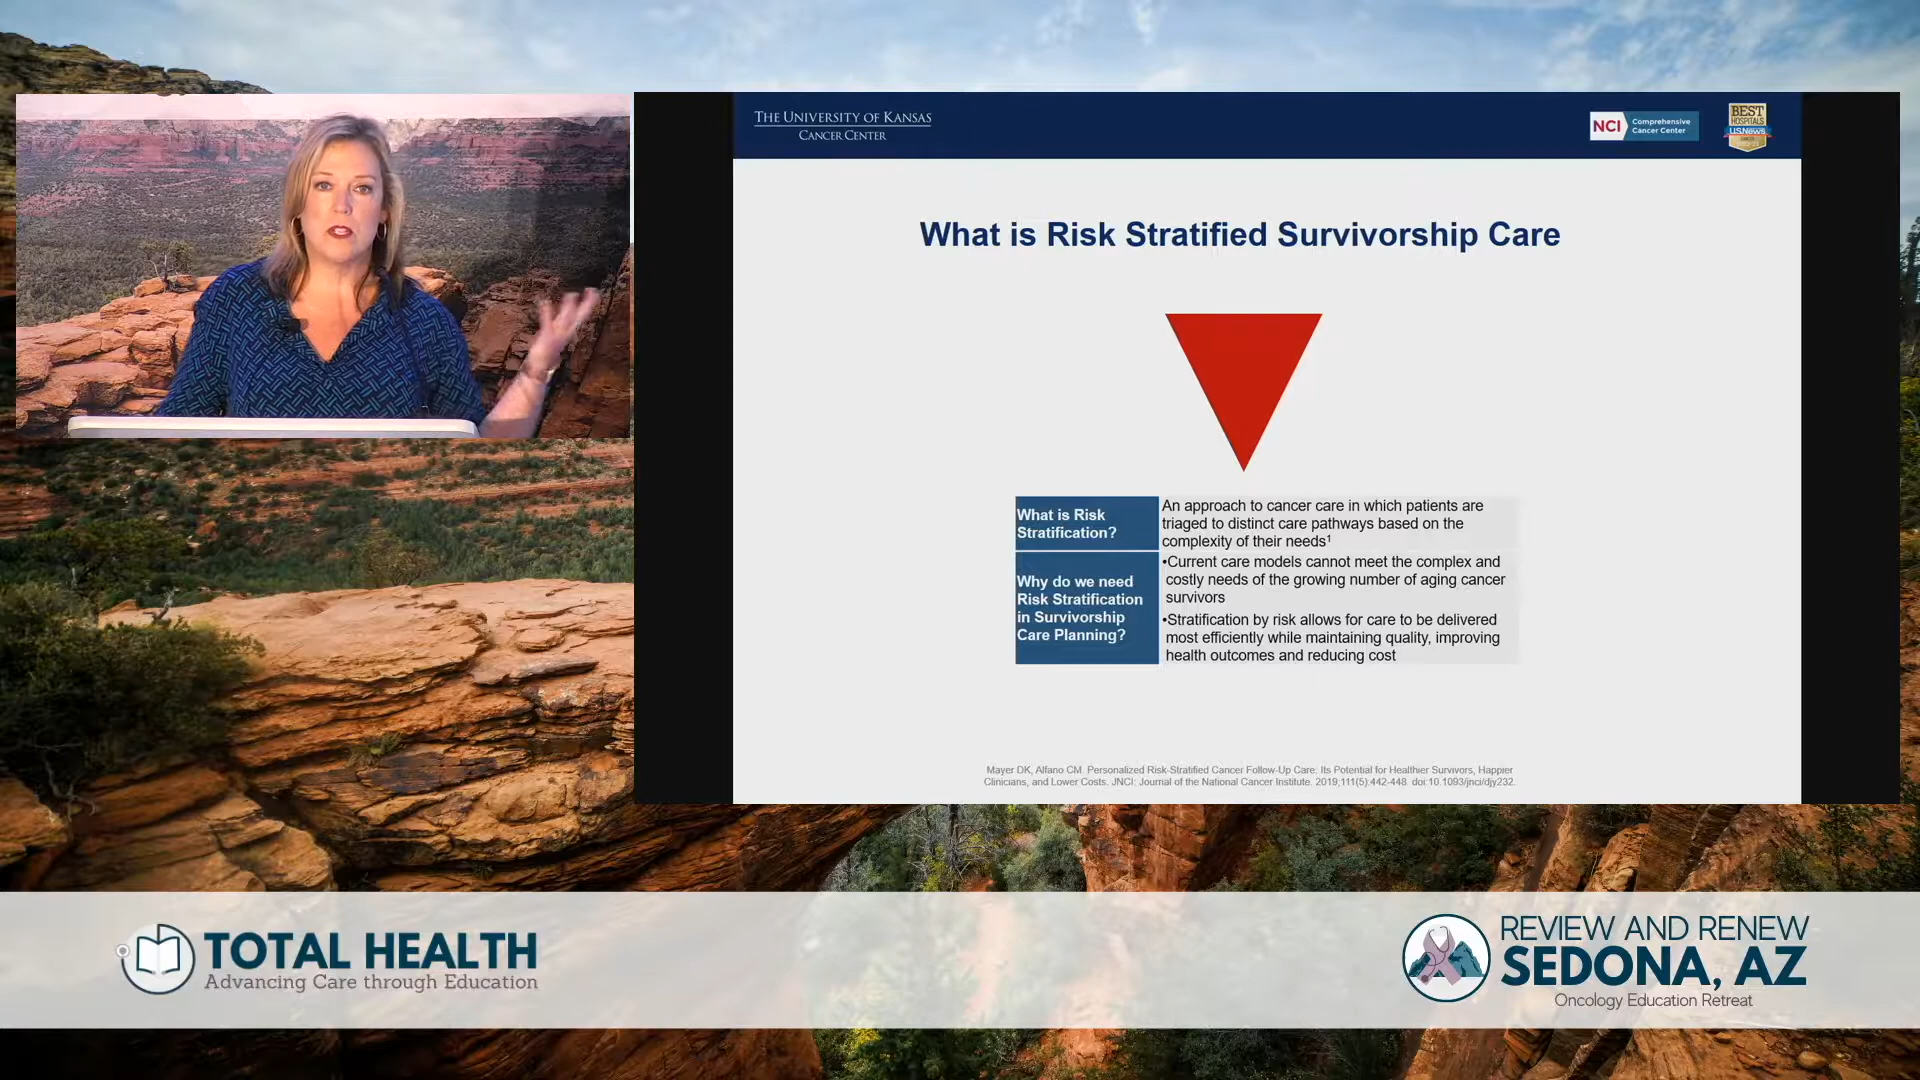 THE UNIVERSITY OF KANSAS
CANCER CENTER
NCI Comprehensive
Cancer Center
BEST
HOSPITALS
U.S.News
What is Risk Stratified Survivorship Care
What is Risk
Stratification?
An approach to cancer care in which patients are
triaged to distinct care pathways based on the
complexity of their needs¹
Why do we need
Risk Stratification
in Survivorship
Care Planning?
•Current care models cannot meet the complex and
costly needs of the growing number of aging cancer
survivors
•Stratification by risk allows for care to be delivered
most efficiently while maintaining quality, improving
health outcomes and reducing cost
Mayer DK, Alfano CM. Personalized Risk-Stratified Cancer Follow-Up Care: Its Potential for Healthier Survivors, Happier
Clinicians, and Lower Costs. JNCI: Journal of the National Cancer Institute. 2019;111(5):442-448. doi:10.1093/jnci/djy232.
TOTAL HEALTH
Advancing Care through Education
REVIEW AND RENEW
SEDONA, AZ
Oncology Education Retreat